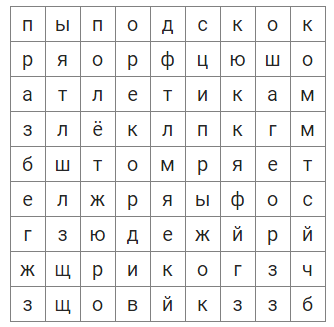 п ы п о д с к о к
р я о р ф ц ю ш о
а т л е т и к а м
з л ё к л п к г м
б ш т о м р я е т
е л ж р я ы ф о с
г з ю д е ж й р й
ж щ р и к о г з ч
з щ о в й к з з б